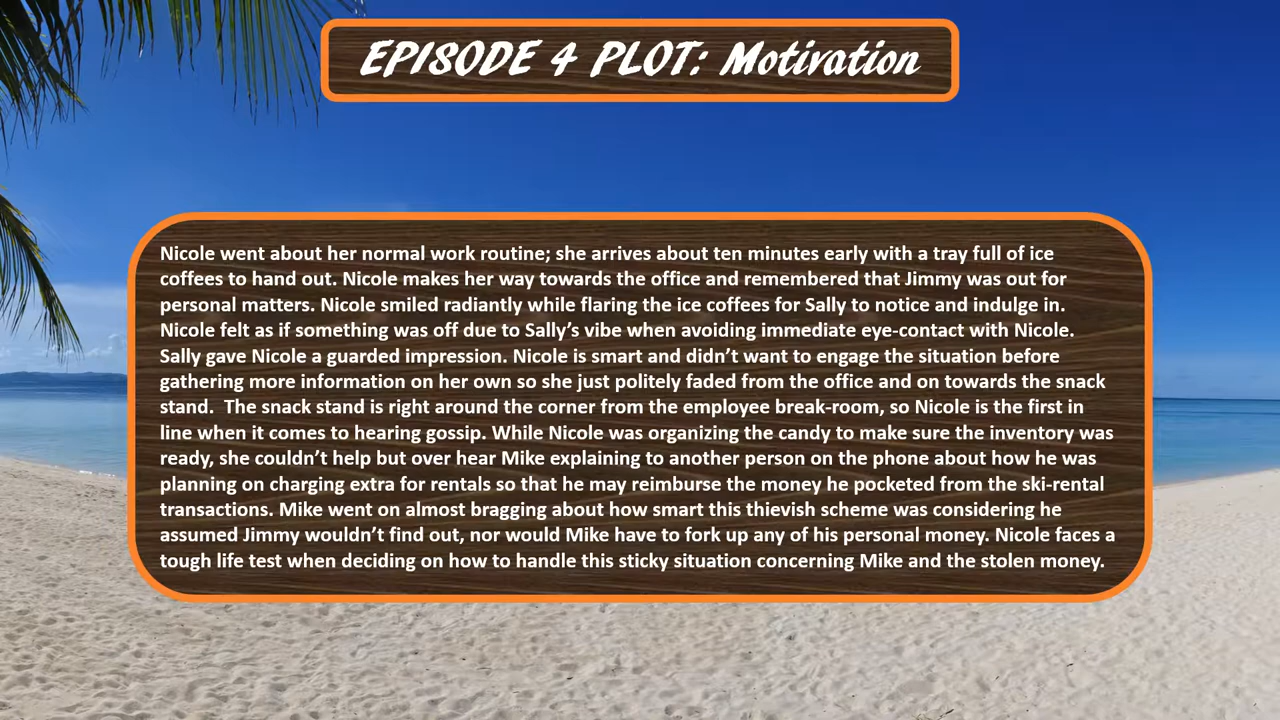 EPISODE 4 PLOT: Motivation
Nicole went about her normal work routine; she arrives about ten minutes early with a tray full of ice
coffees to hand out. Nicole makes her way towards the office and remembered that Jimmy was out for
personal matters. Nicole smiled radiantly while flaring the ice coffees for Sally to notice and indulge in.
Nicole felt as if something was off due to Sally’s vibe when avoiding immediate eye-contact with Nicole.
Sally gave Nicole a guarded impression. Nicole is smart and didn’t want to engage the situation before
gathering more information on her own so she just politely faded from the office and on towards the snack
stand.  The snack stand is right around the corner from the employee break-room, so Nicole is the first in
line when it comes to hearing gossip. While Nicole was organizing the candy to make sure the inventory was
ready, she couldn’t help but over hear Mike explaining to another person on the phone about how he was
planning on charging extra for rentals so that he may reimburse the money he pocketed from the ski-rental
transactions. Mike went on almost bragging about how smart this thievish scheme was considering he
assumed Jimmy wouldn’t find out, nor would Mike have to fork up any of his personal money. Nicole faces a
tough life test when deciding on how to handle this sticky situation concerning Mike and the stolen money.